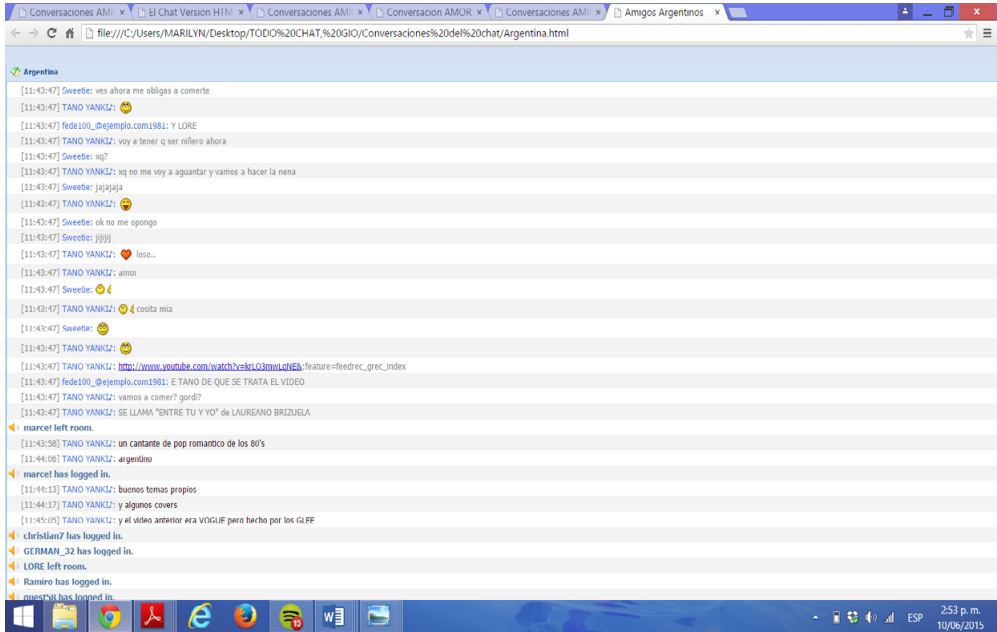 Conversaciones AMI
El Chat Version HTM
Conversaciones AMI
Conversacion AMOR
Conversaciones AMI
Amigos Argentinos
file:///C:/Users/MARILYN/Desktop/TODO%20CHAT,%20GIO/Conversaciones%20del%20chat/Argentina.html
Argentina
[11:43:47] Sweetie: ves ahora me obligas a comerte
[11:43:47] TANO YANKI♪:
[11:43:47] fede100_@ejemplo.com1981: Y LORE
[11:43:47] TANO YANKI♪: voy a tener q ser niñero ahora
[11:43:47] Sweetie: xq?
[11:43:47] TANO YANKI♪: xq no me voy a aguantar y vamos a hacer la nena
[11:43:47] Sweetie: jajajaja
[11:43:47] TANO YANKI♪:
[11:43:47] Sweetie: ok no me opongo
[11:43:47] Sweetie: jijijij
[11:43:47] TANO YANKI♪: lose..
[11:43:47] TANO YANKI♪: amor
[11:43:47] Sweetie:
[11:43:47] TANO YANKI♪: cosita mia
[11:43:47] Sweetie:
[11:43:47] TANO YANKI♪:
[11:43:47] TANO YANKI♪: http://www.youtube.com/watch?v=krLO3mwLqNE&;feature=feedrec_grec_index
[11:43:47] fede100_@ejemplo.com1981: E TANO DE QUE SE TRATA EL VIDEO
[11:43:47] TANO YANKI♪: vamos a comer? gordi?
[11:43:47] TANO YANKI♪: SE LLAMA "ENTRE TU Y YO" de LAUREANO BRIZUELA
marce! left room.
[11:43:58] TANO YANKI♪: un cantante de pop romantico de los 80's
[11:44:06] TANO YANKI♪: argentino
marce! has logged in.
[11:44:13] TANO YANKI♪: buenos temas propios
[11:44:17] TANO YANKI♪: y algunos covers
[11:45:05] TANO YANKI♪: y el video anterior era VOGUE pero hecho por los GLEE
christian7 has logged in.
GERMAN_32 has logged in.
LORE left room.
Ramiro has logged in.
guest58 has logged in.
ESP
2:53 p. m.
10/06/2015